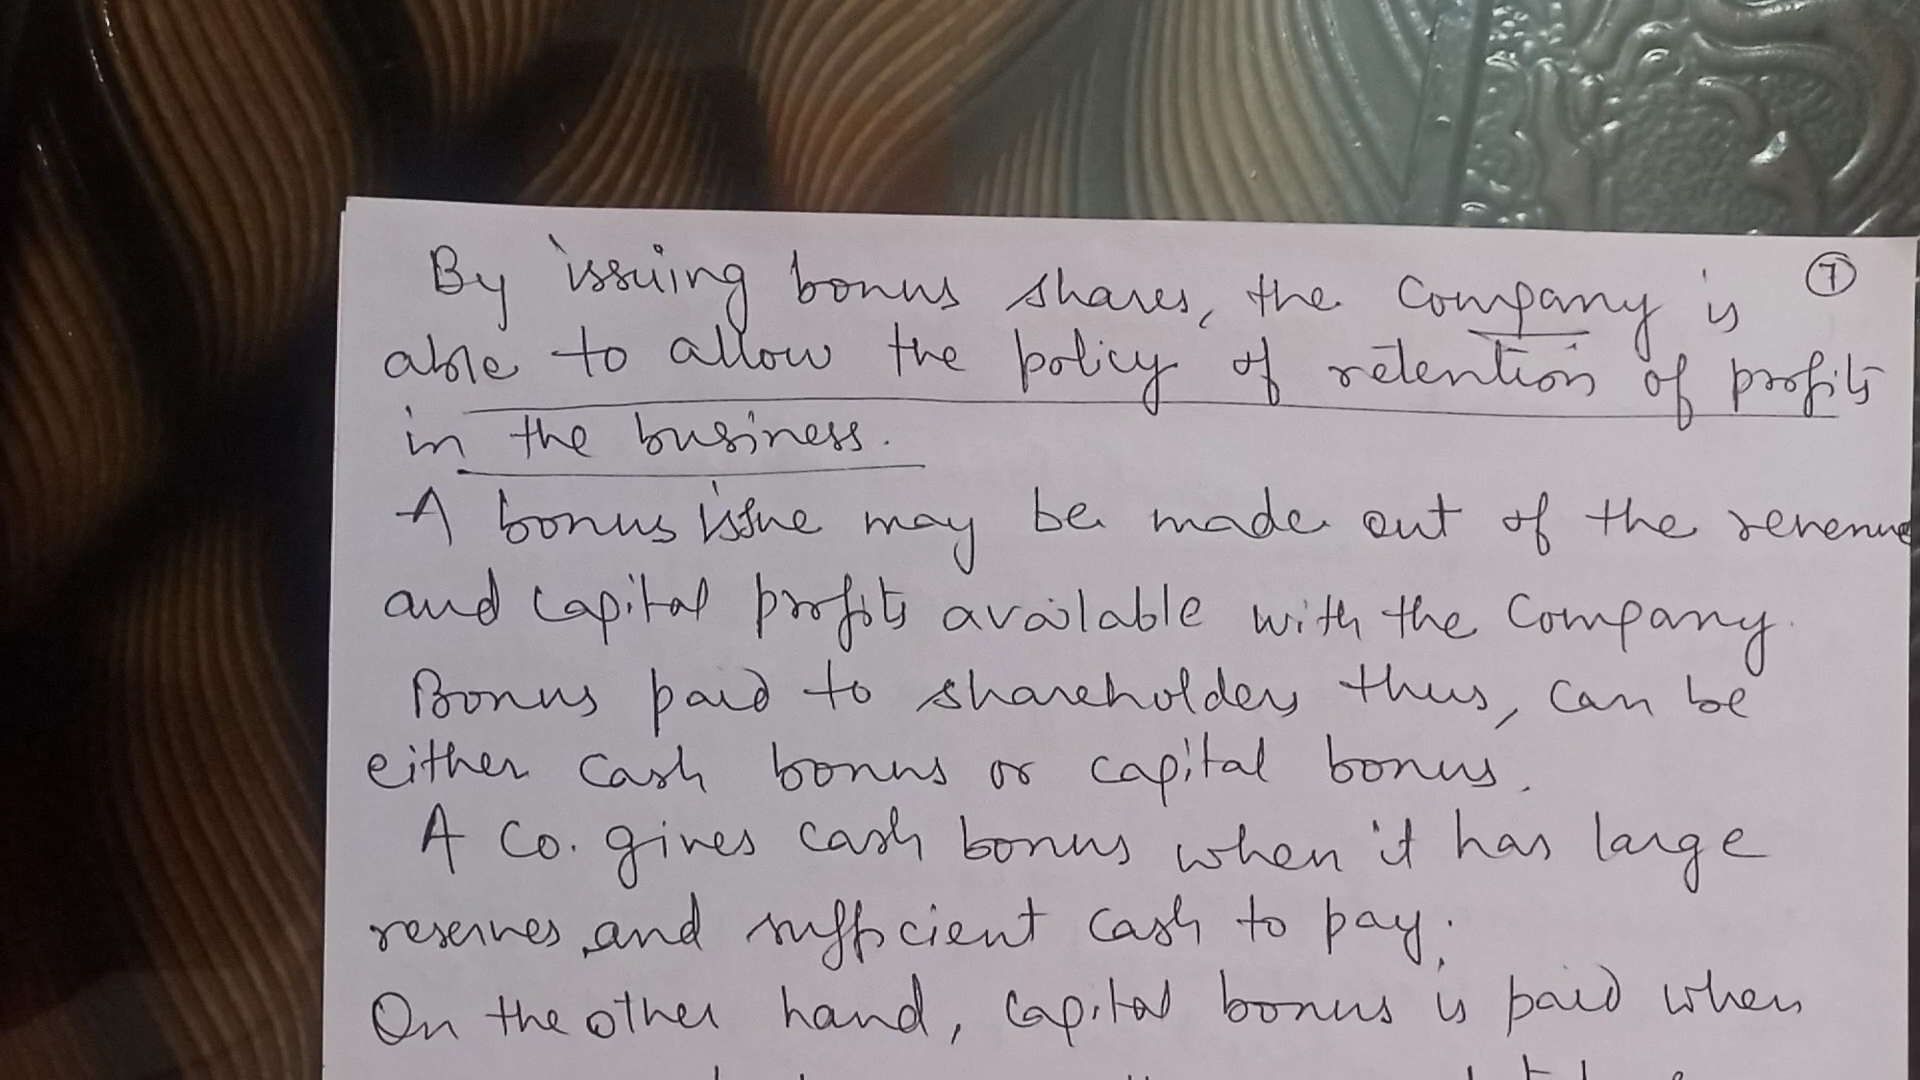 By issuing bonus shares, the Company is ⑦
able to allow the policy of retention of profits
in the business.
A bonus issue may be made out of the revenue
and capital profits available with the Company.
Bonus paid to shareholders thus, can be
either cash bonus or capital bonus.
A Co. gives cash bonus when it has large
reserves and sufficient cash to pay.
On the other hand, capital bonus is paid when